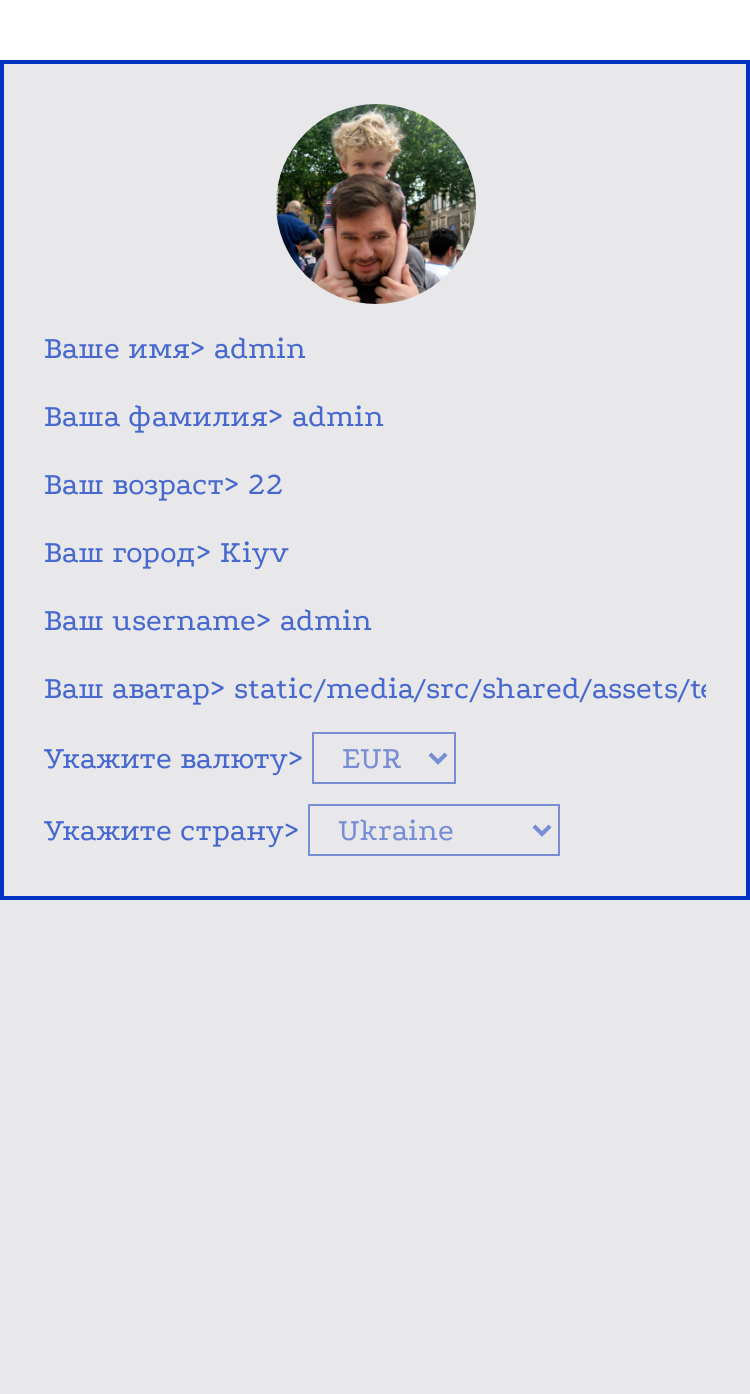 Ваше имя> admin
Ваша фамилия> admin
Ваш возраст> 22
Ваш город> Kiyv
Ваш username> admin
Ваш аватар> static/media/src/shared/assets/te
Укажите валюту> EUR
Укажите страну> Ukraine